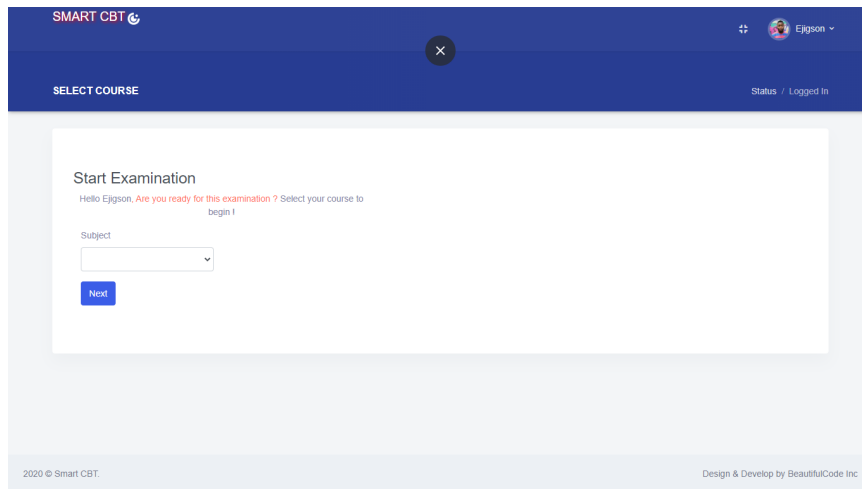 SMART CBT
Ejigson
SELECT COURSE
Status / Logged In
Start Examination
Hello Ejigson, Are you ready for this examination ? Select your course to
begin !
Subject
Next
2020 © Smart CBT.
Design & Develop by BeautifulCode Inc